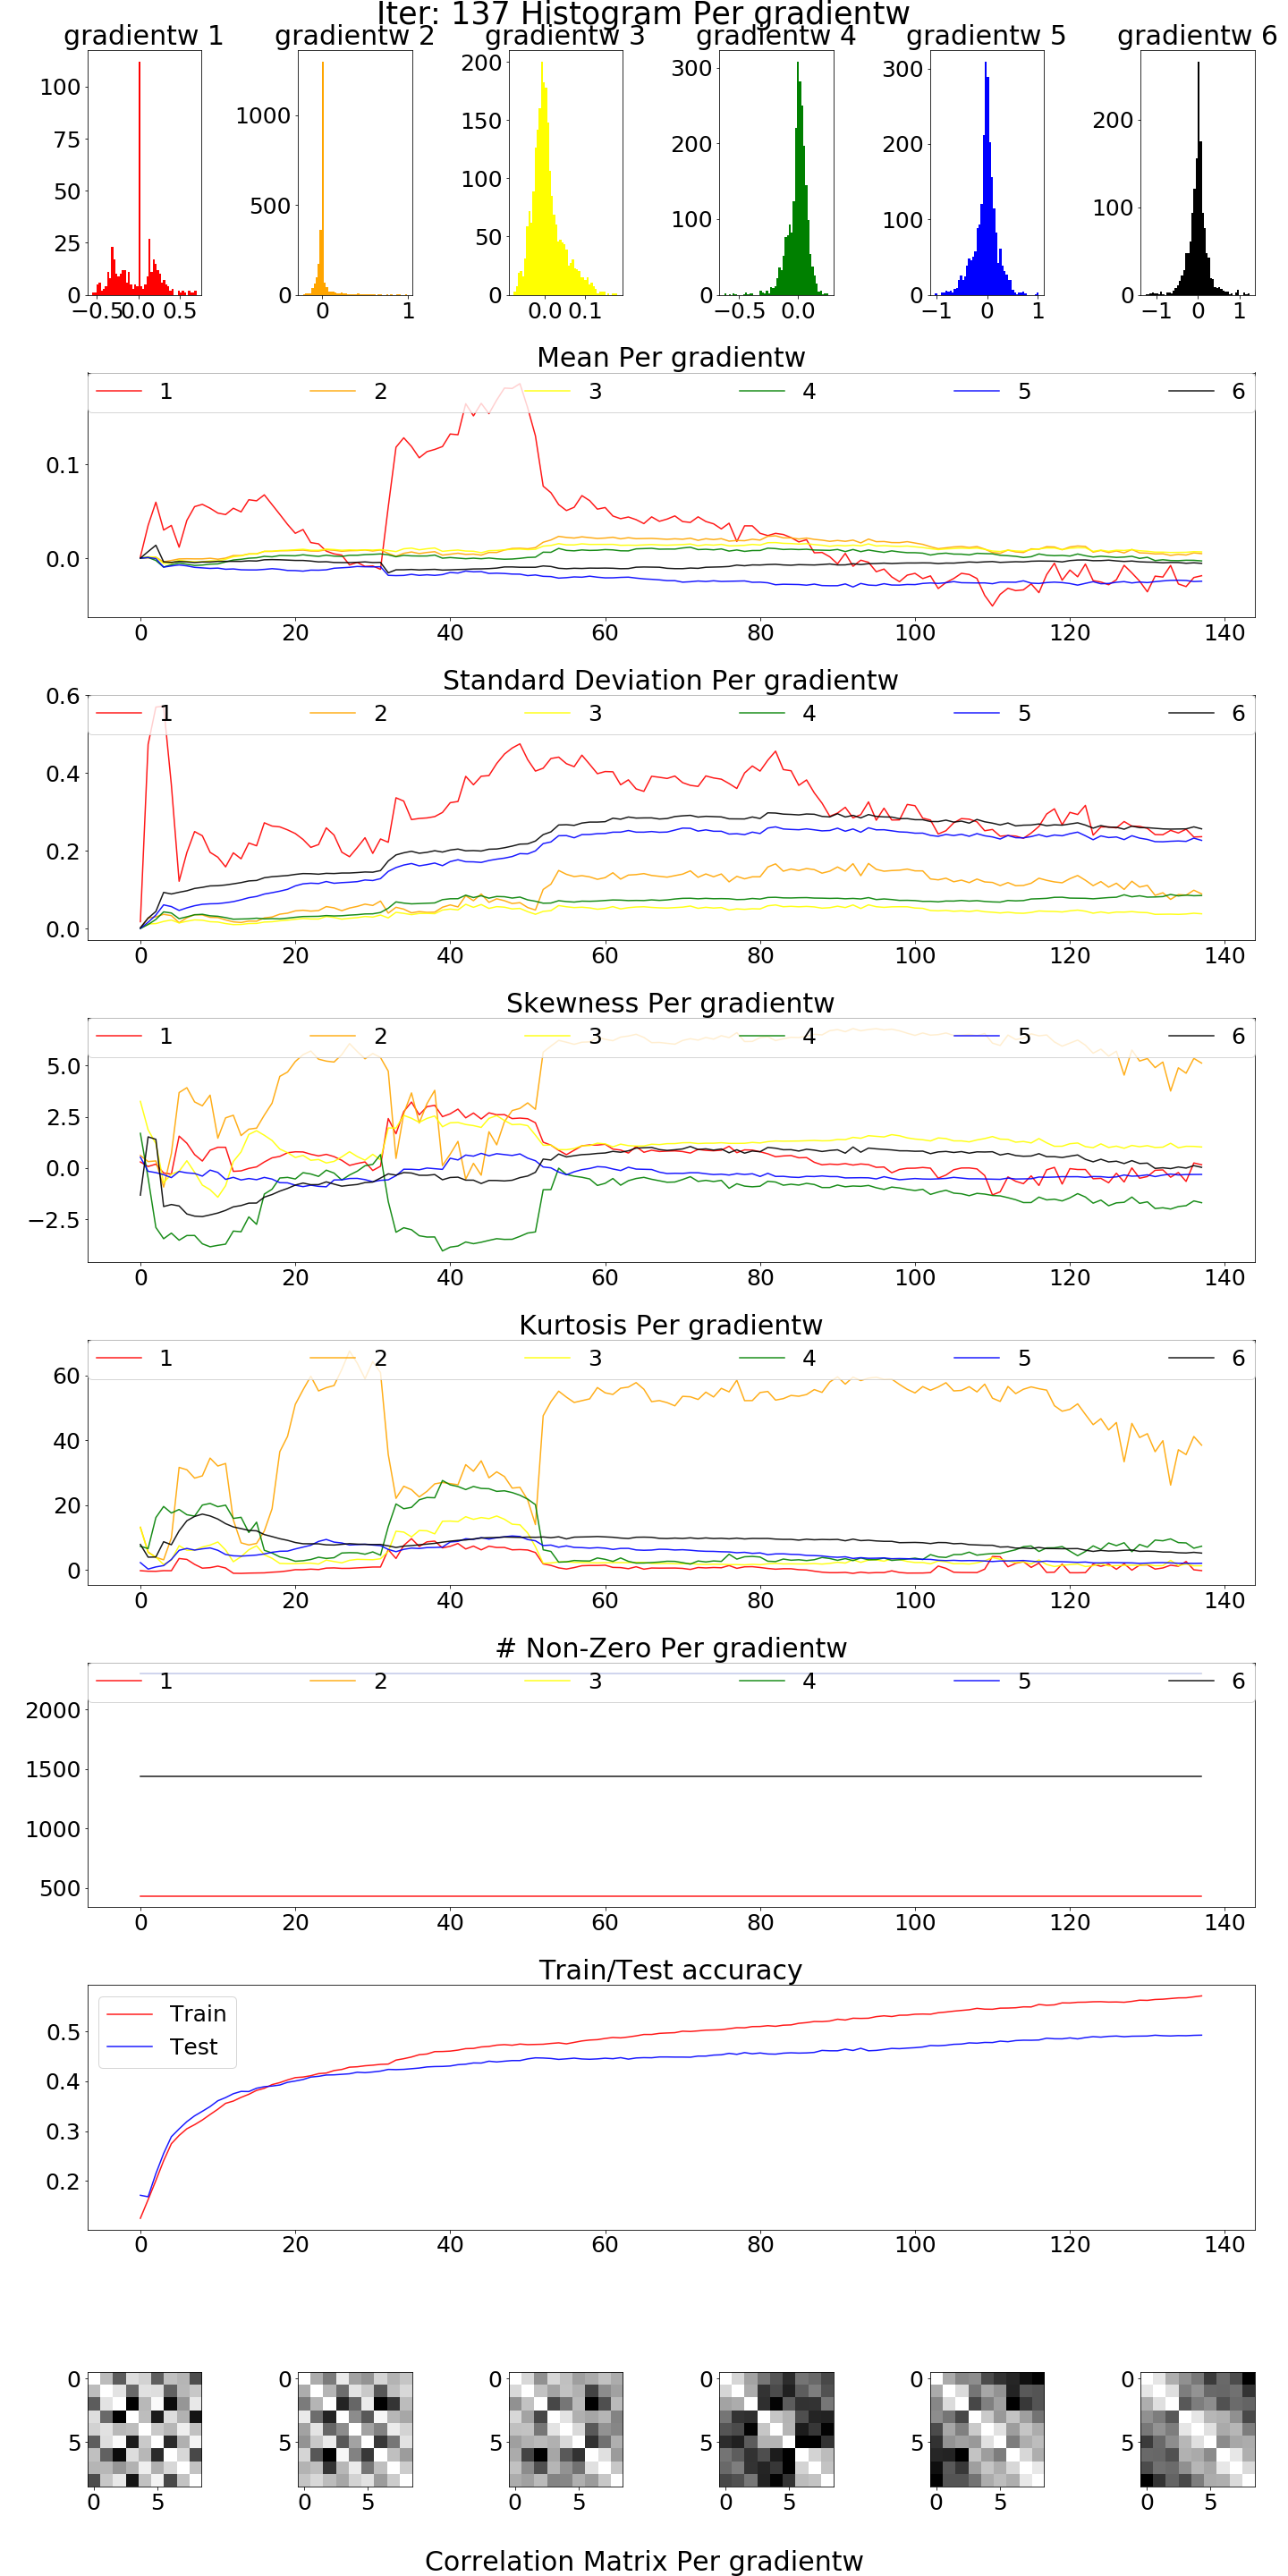 Iter: 137 Histogram Per gradientw
gradientw 1 gradientw 2 gradientw 3 gradientw 4 gradientw 5 gradientw 6
100
75
50
25
0
−0.5 0.0 0.5
1000
500
0
0 1
200
150
100
50
0
0.0 0.1
300
200
100
0
−0.5 0.0
300
200
100
0
−1 0 1
200
100
0
−1 0 1
Mean Per gradientw
1 2 3 4 5 6
0.1
0.0
0 20 40 60 80 100 120 140
Standard Deviation Per gradientw
1 2 3 4 5 6
0.6
0.4
0.2
0.0
0 20 40 60 80 100 120 140
Skewness Per gradientw
1 2 3 4 5 6
5.0
2.5
0.0
−2.5
0 20 40 60 80 100 120 140
Kurtosis Per gradientw
1 2 3 4 5 6
60
40
20
0
0 20 40 60 80 100 120 140
# Non-Zero Per gradientw
1 2 3 4 5 6
2000
1500
1000
500
0 20 40 60 80 100 120 140
Train/Test accuracy
Train
Test
0.5
0.4
0.3
0.2
0 20 40 60 80 100 120 140
0
5
0 5
0
5
0 5
0
5
0 5
0
5
0 5
0
5
0 5
0
5
0 5
Correlation Matrix Per gradientw